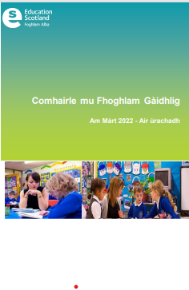 Education
Scotland
Foghlam Alba
Comhairle mu Fhoghlam Gàidhlig
Am Màrt 2022 - Air ùrachadh